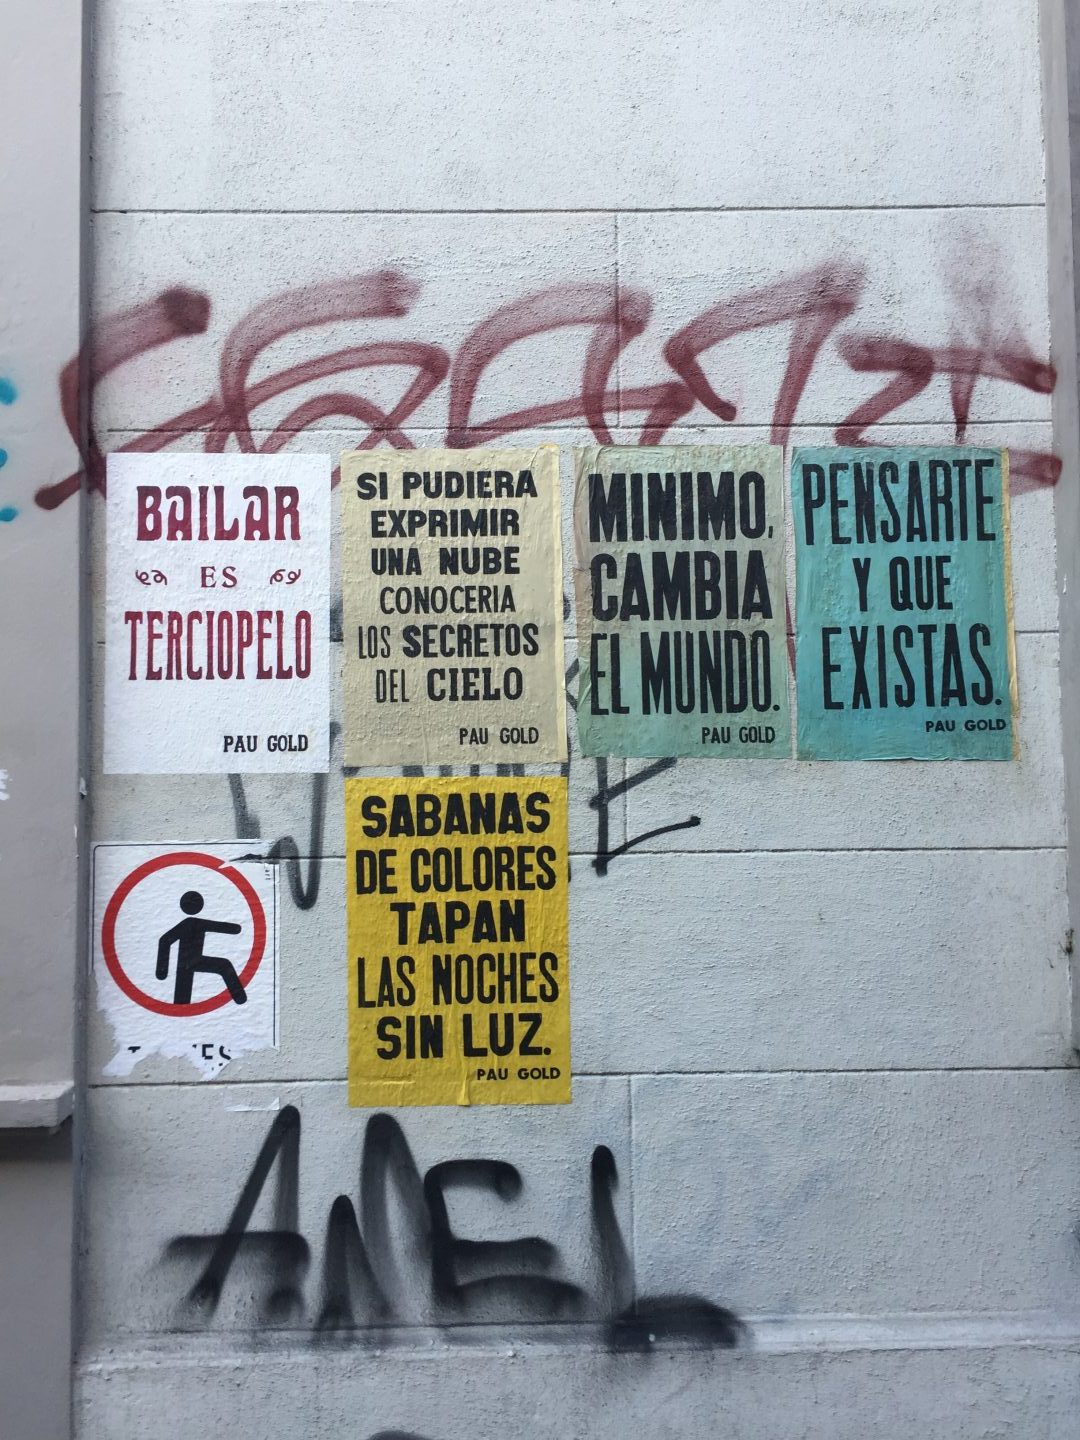 BAILAR
ES
TERCIOPELO
PAU GOLD
SI PUDIERA
EXPRIMIR
UNA NUBE
CONOCERIA
LOS SECRETOS
DEL CIELO
PAU GOLD
MINIMO,
CAMBIA
EL MUNDO.
PAU GOLD
PENSARTE
Y QUE
EXISTAS.
PAU GOLD
SABANAS
DE COLORES
TAPAN
LAS NOCHES
SIN LUZ.
PAU GOLD